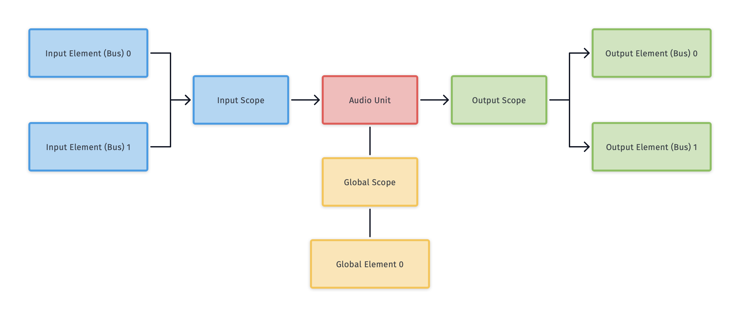 Input Element (Bus) 0
Output Element (Bus) 0
Input Scope
Audio Unit
Output Scope
Input Element (Bus) 1
Output Element (Bus) 1
Global Scope
Global Element 0